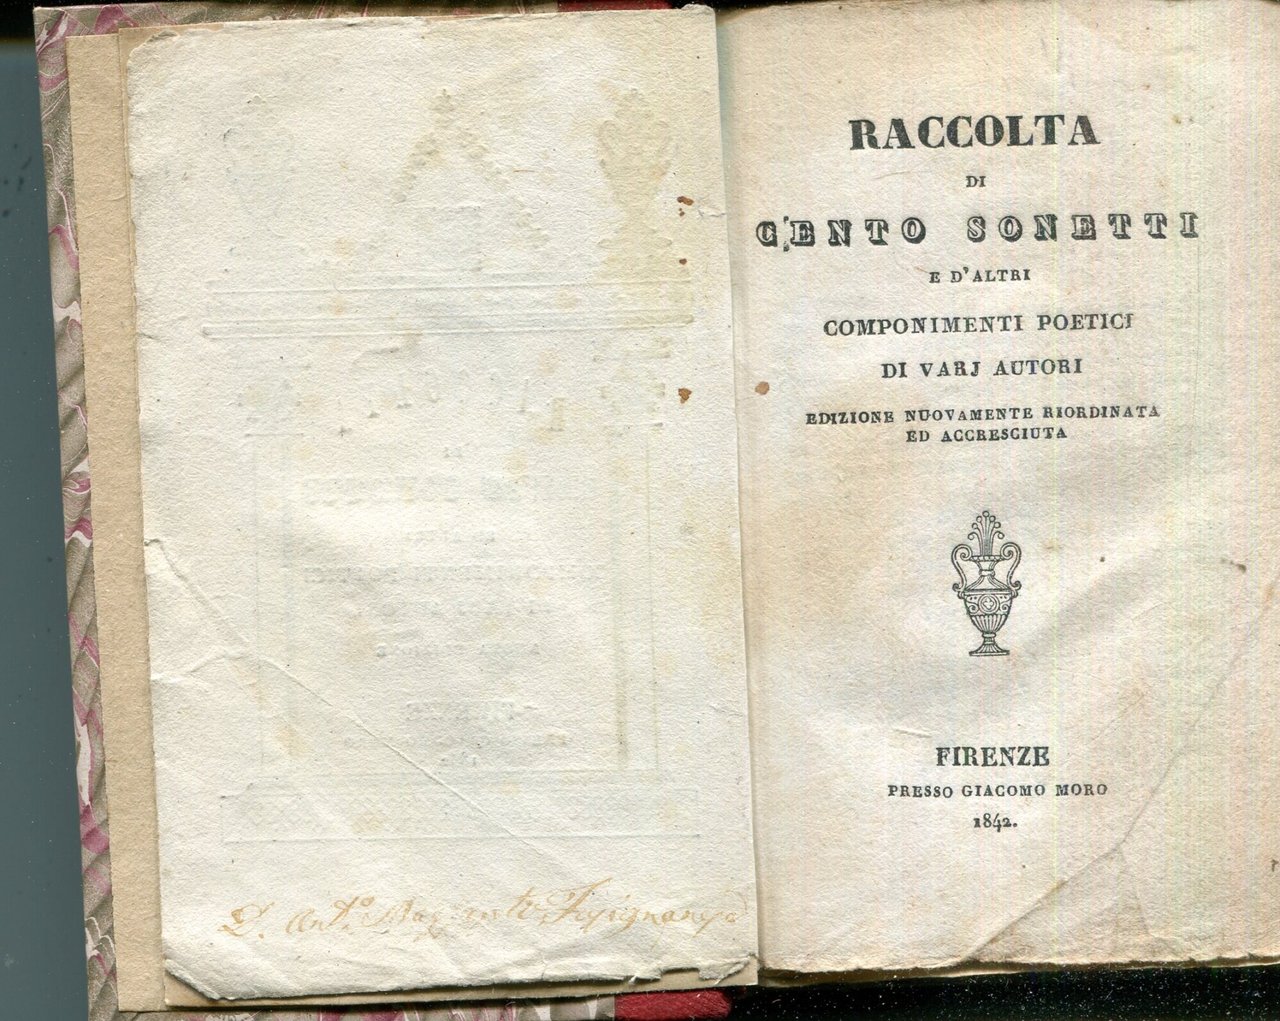 D. Ant.º
RACCOLTA
DI
CENTO SONETTI
E D'ALTRI
COMPONIMENTI POETICI
DI VARJ AUTORI
EDIZIONE NUOVAMENTE RIORDINATA
ED ACCRESCIUTA
FIRENZE
PRESSO GIACOMO MORO
1842.